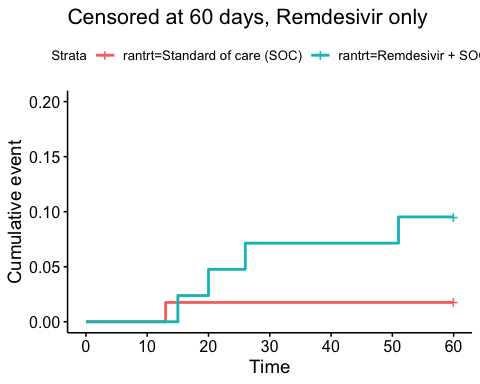 Censored at 60 days, Remdesivir only
Strata rantrt=Standard of care (SOC) rantrt=Remdesivir + SO
0.20
0.15
0.10
0.05
0.00
Cumulative event
0 10 20 30 40 50 60
Time